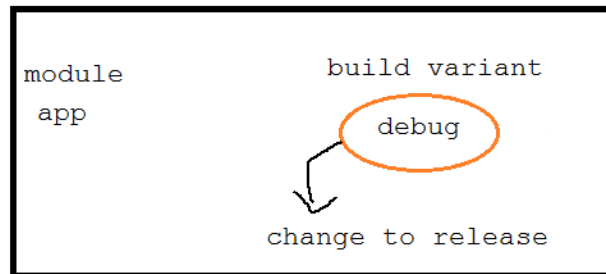 module
app
build variant
debug
change to release